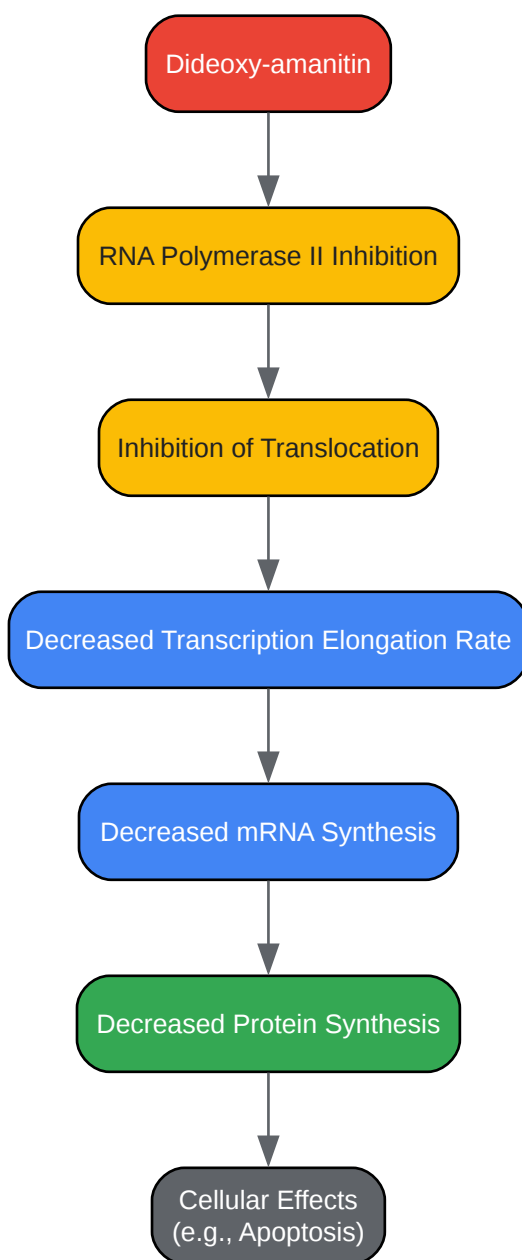 Dideoxy-amanitin
RNA Polymerase II Inhibition
Inhibition of Translocation
Decreased Transcription Elongation Rate
Decreased mRNA Synthesis
Decreased Protein Synthesis
Cellular Effects
(e.g., Apoptosis)